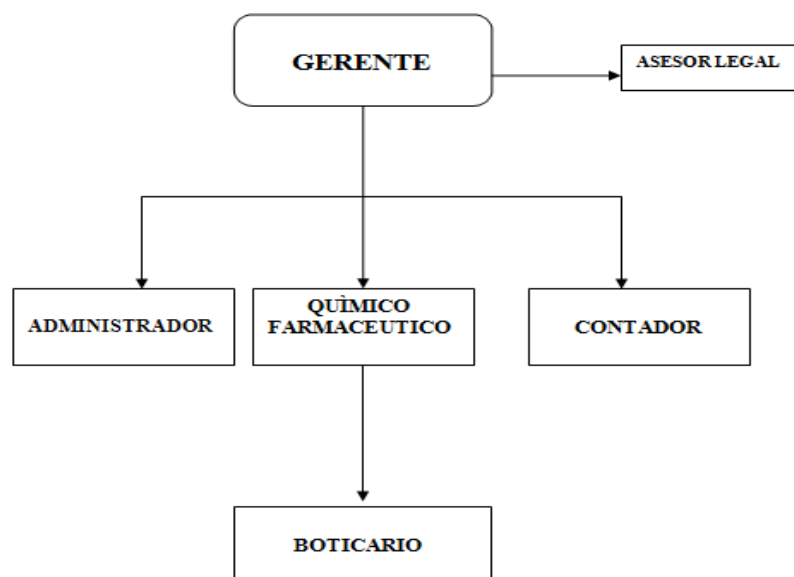 GERENTE
ASESOR LEGAL
ADMINISTRADOR
QUÌMICO
FARMACEUTICO
CONTADOR
BOTICARIO